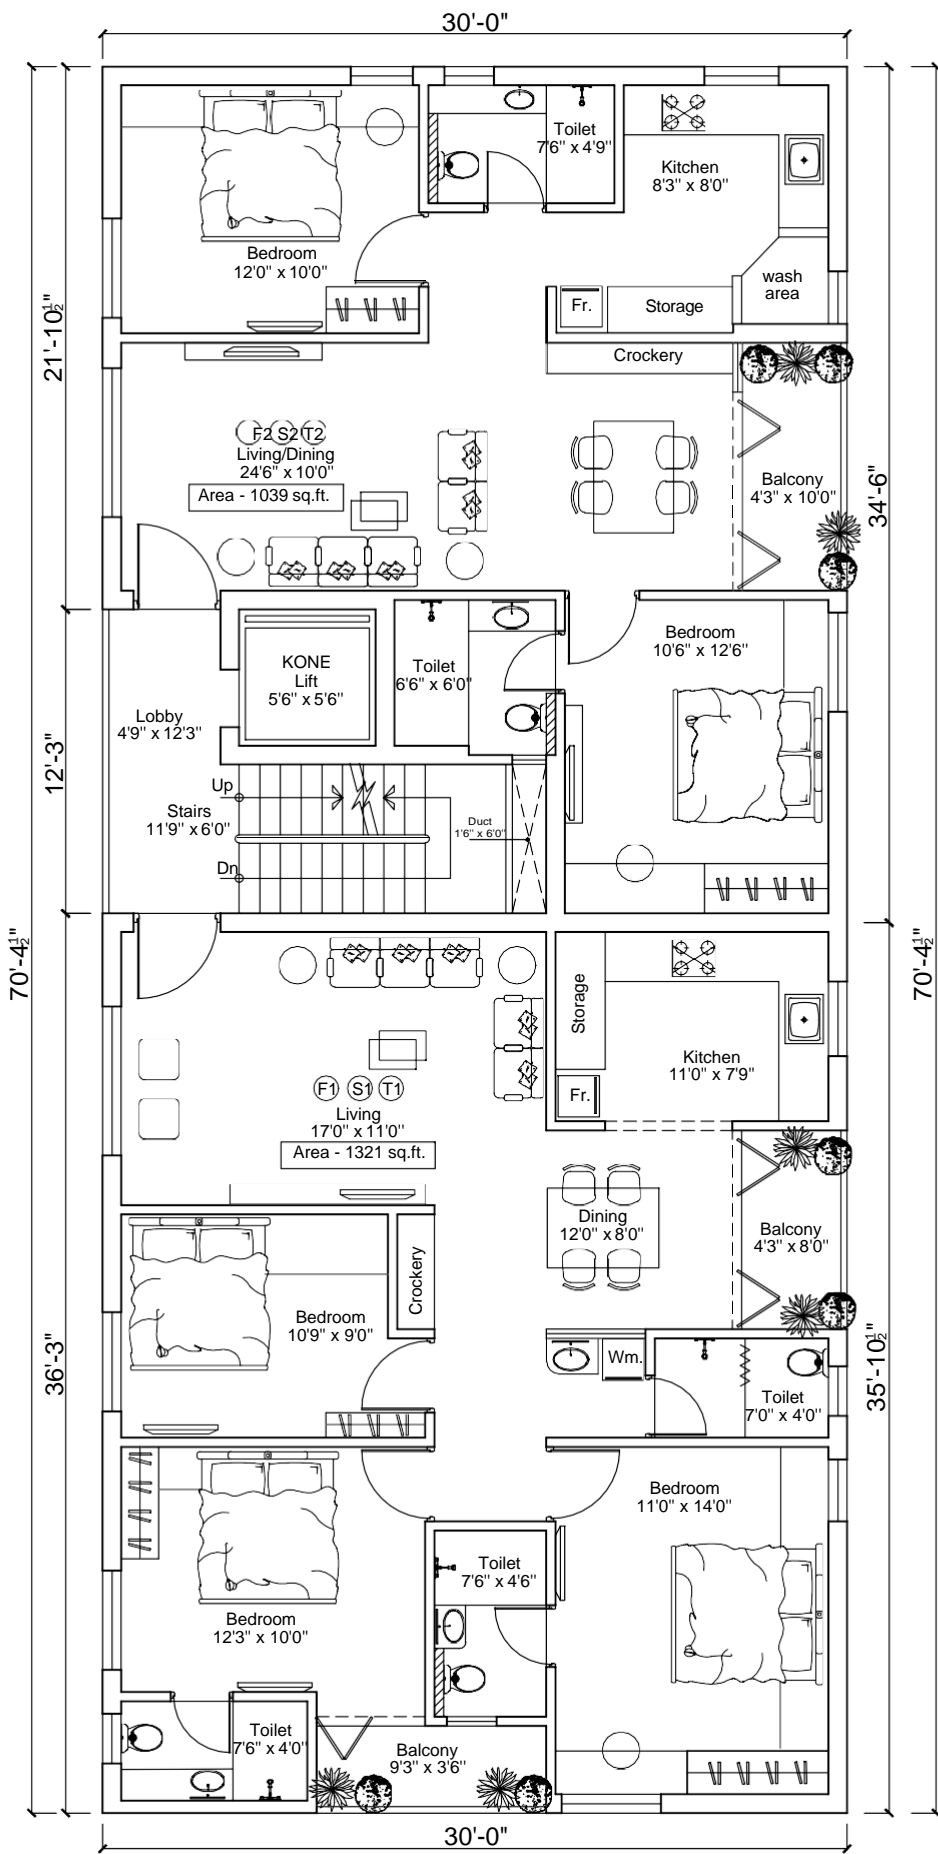 30'-0"
Toilet
7'6" x 4'9"
Kitchen
8'3" x 8'0"
Bedroom
12'0" x 10'0"
wash
area
Fr.
Storage
21'-10½"
Crockery
F2 S2 T2
Living/Dining
24'6" x 10'0"
Area - 1039 sq.ft.
Balcony
4'3" x 10'0"
34'-6"
KONE
Lift
5'6" x 5'6"
Toilet
6'6" x 6'0"
Bedroom
10'6" x 12'6"
Lobby
4'9" x 12'3"
12'-3"
Up
Stairs
11'9" x 6'0"
Duct
1'6" x 6'0"
Dn
70'-4½"
70'-4½"
Storage
Kitchen
11'0" x 7'9"
Fr.
F1 S1 T1
Living
17'0" x 11'0"
Area - 1321 sq.ft.
Dining
12'0" x 8'0"
Balcony
4'3" x 8'0"
Crockery
Bedroom
10'9" x 9'0"
36'-3"
35'-10½"
Wm.
Toilet
7'0" x 4'0"
Bedroom
11'0" x 14'0"
Toilet
7'6" x 4'6"
Bedroom
12'3" x 10'0"
Toilet
7'6" x 4'0"
Balcony
9'3" x 3'6"
30'-0"